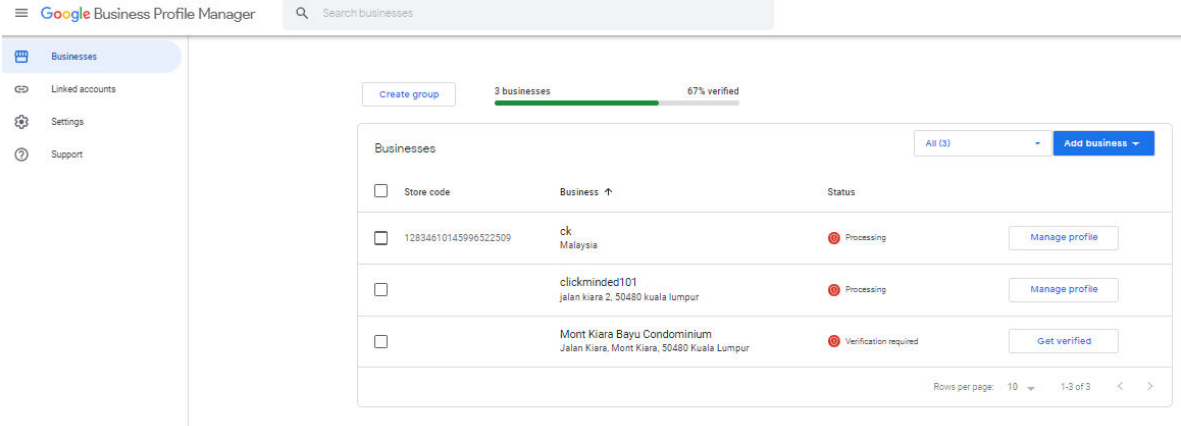 Google Business Profile Manager
Search businesses
Businesses
Linked accounts
Settings
Support
Create group
3 businesses 67% verified
Businesses
All (3)
Add business
Store code Business Status
12834610145996522509 ck Processing Manage profile
Malaysia
clickminded101 Processing Manage profile
jalan kiara 2, 50480 kuala lumpur
Mont Kiara Bayu Condominium Verification required Get verified
Jalan Kiara, Mont Kiara, 50480 Kuala Lumpur
Rows per page: 10 1-3 of 3